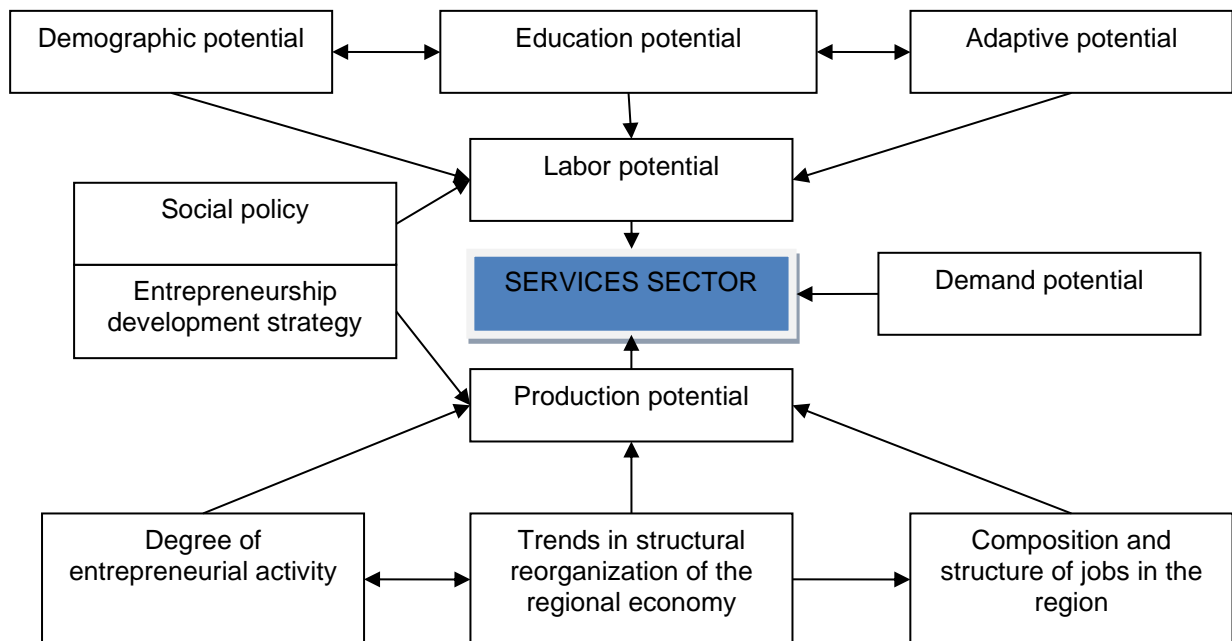 Demographic potential
Education potential
Adaptive potential
Labor potential
Social policy
SERVICES SECTOR
Demand potential
Entrepreneurship
development strategy
Production potential
Degree of
entrepreneurial activity
Trends in structural
reorganization of the
regional economy
Composition and
structure of jobs in the
region